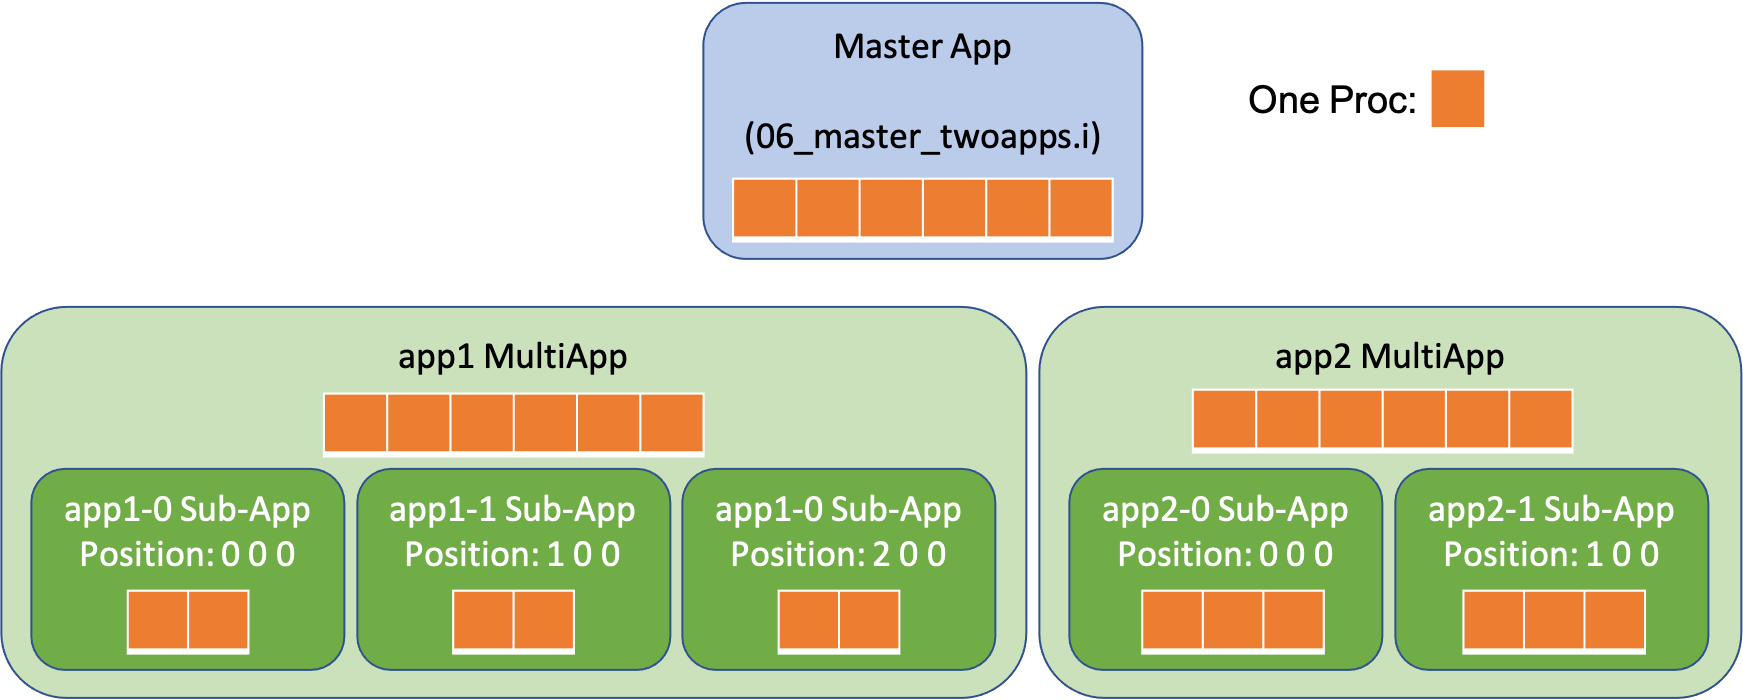 Master App
(06_master_twoapps.i)
One Proc:
app1 MultiApp
app2 MultiApp
app1-0 Sub-App
Position: 0 0 0
app1-1 Sub-App
Position: 1 0 0
app1-0 Sub-App
Position: 2 0 0
app2-0 Sub-App
Position: 0 0 0
app2-1 Sub-App
Position: 1 0 0